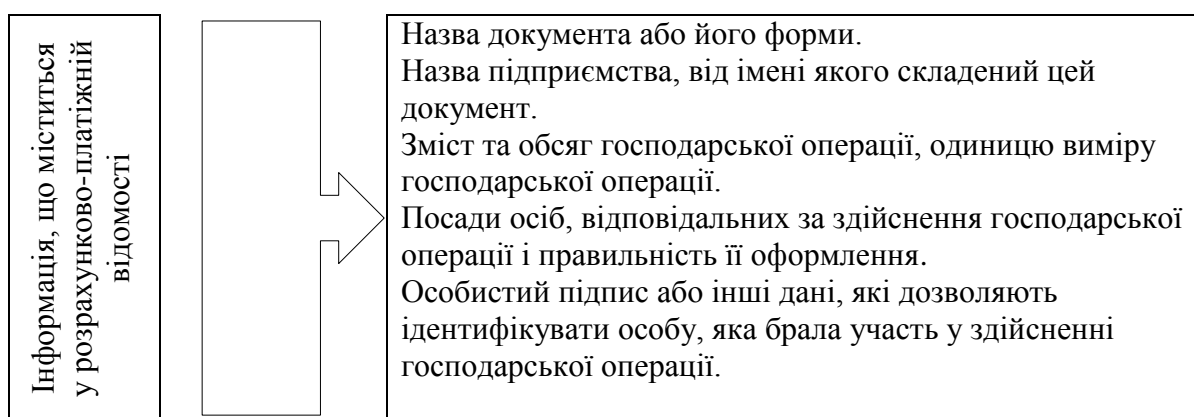 Інформація, що міститься
у розрахунково-платіжній
відомості
Назва документа або його форми.
Назва підприємства, від імені якого складений цей
документ.
Зміст та обсяг господарської операції, одиницю виміру
господарської операції.
Посади осіб, відповідальних за здійснення господарської
операції і правильність її оформлення.
Особистий підпис або інші дані, які дозволяють
ідентифікувати особу, яка брала участь у здійсненні
господарської операції.